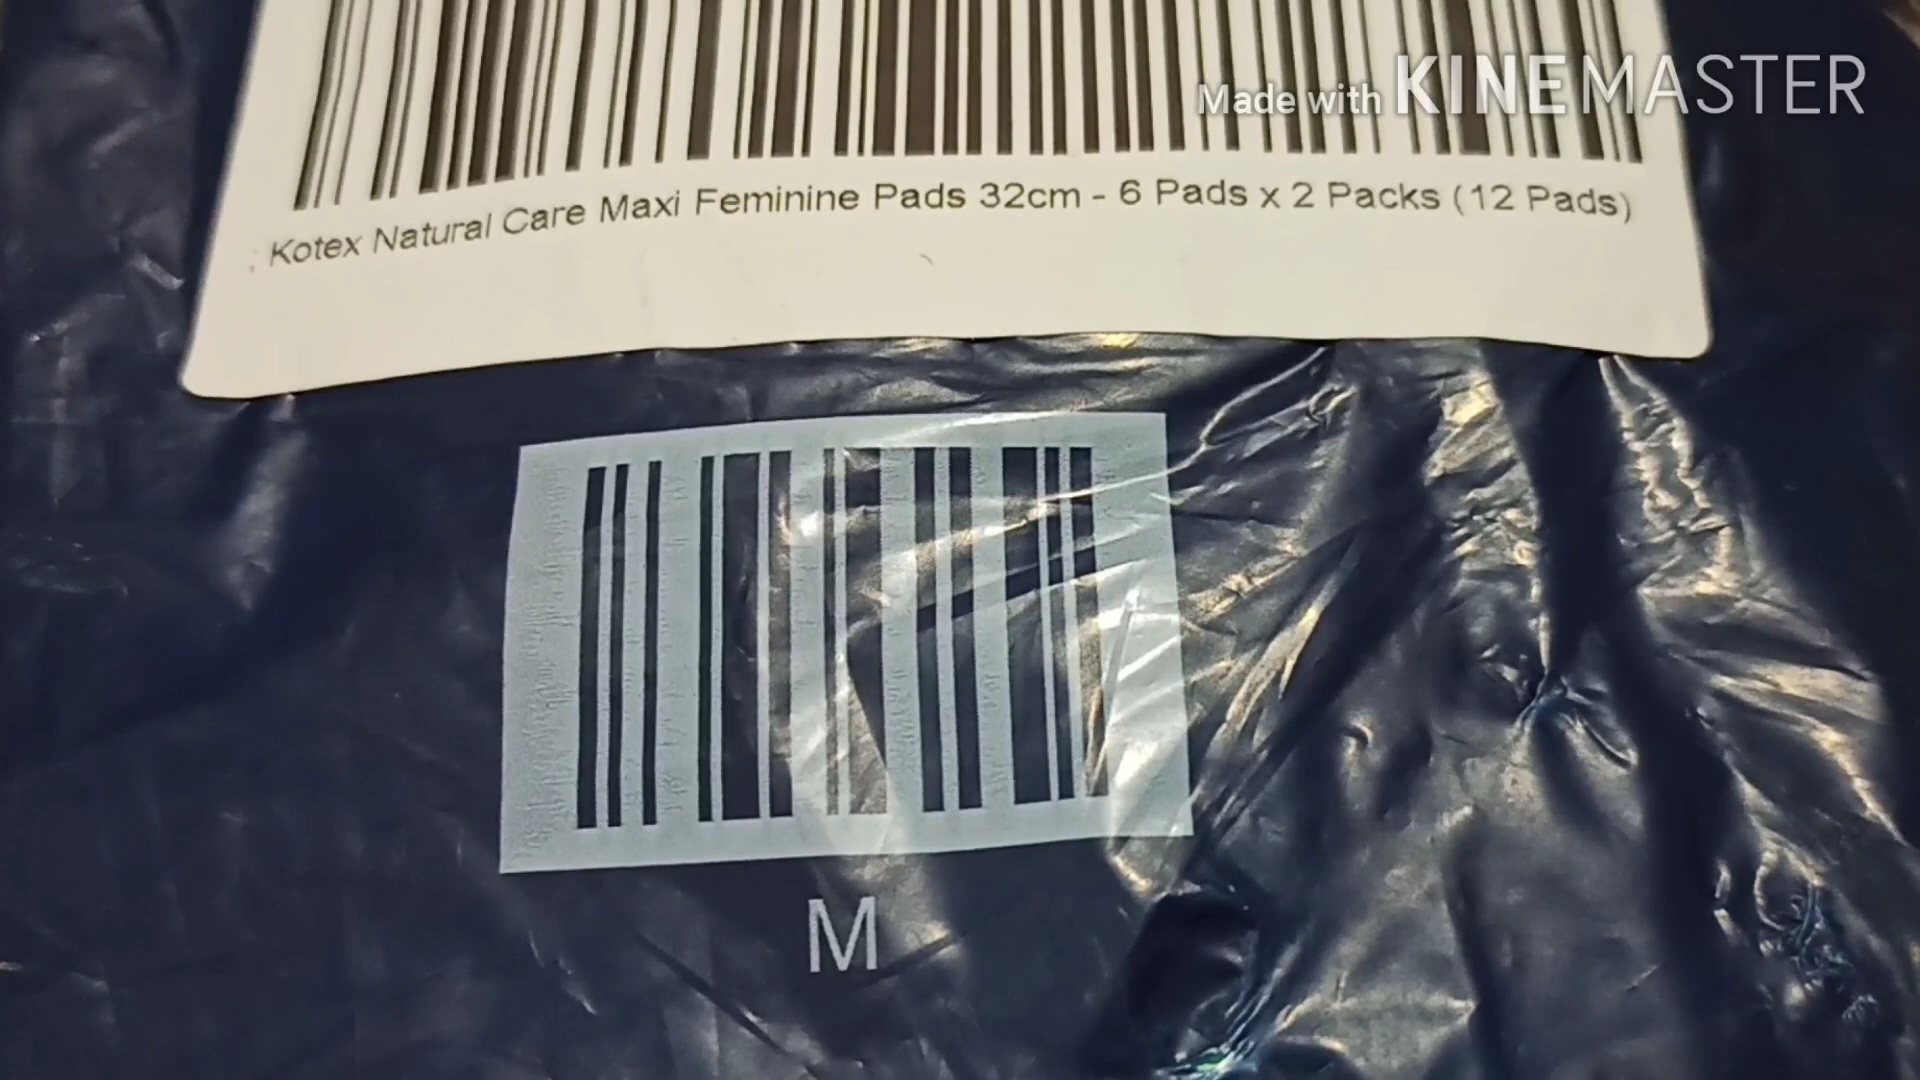 Made with KINEMASTER
; Kotex Natural Care Maxi Feminine Pads 32cm - 6 Pads x 2 Packs (12 Pads)
M